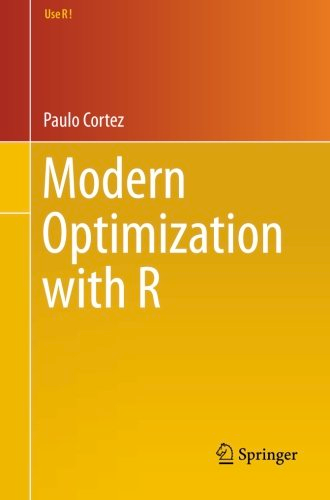 Use R!
Paulo Cortez
Modern
Optimization
with R
Springer